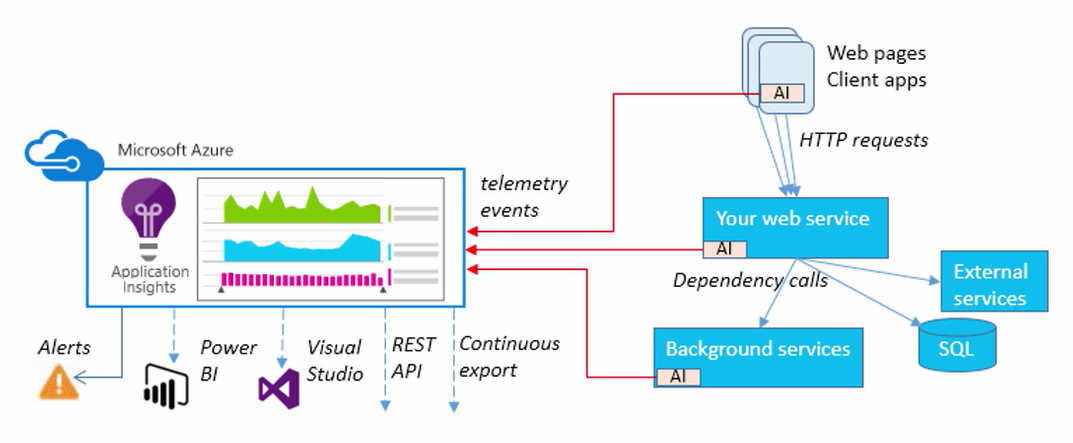 Web pages
Client apps
AI
HTTP requests
Microsoft Azure
telemetry
events
Your web service
AI
Application
Insights
Dependency calls
External
services
Alerts
Power
BI
Visual
Studio
REST
API
Continuous
export
Background services
AI
SQL